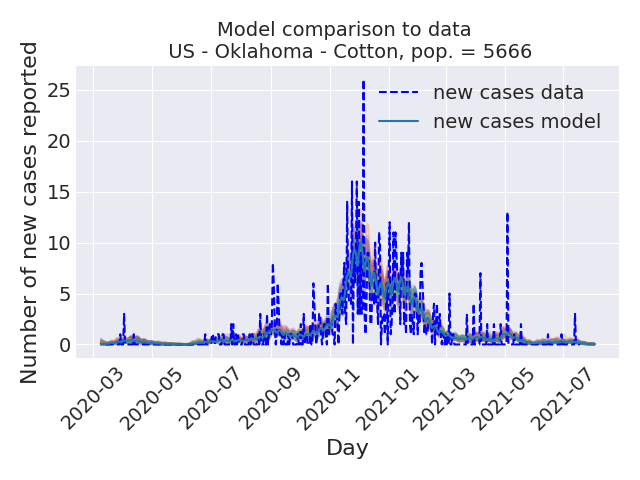 Model comparison to data
US - Oklahoma - Cotton, pop. = 5666
Number of new cases reported
25
20
15
10
5
0
new cases data
new cases model
2020-03
2020-05
2020-07
2020-09
2020-11
2021-01
2021-03
2021-05
2021-07
Day